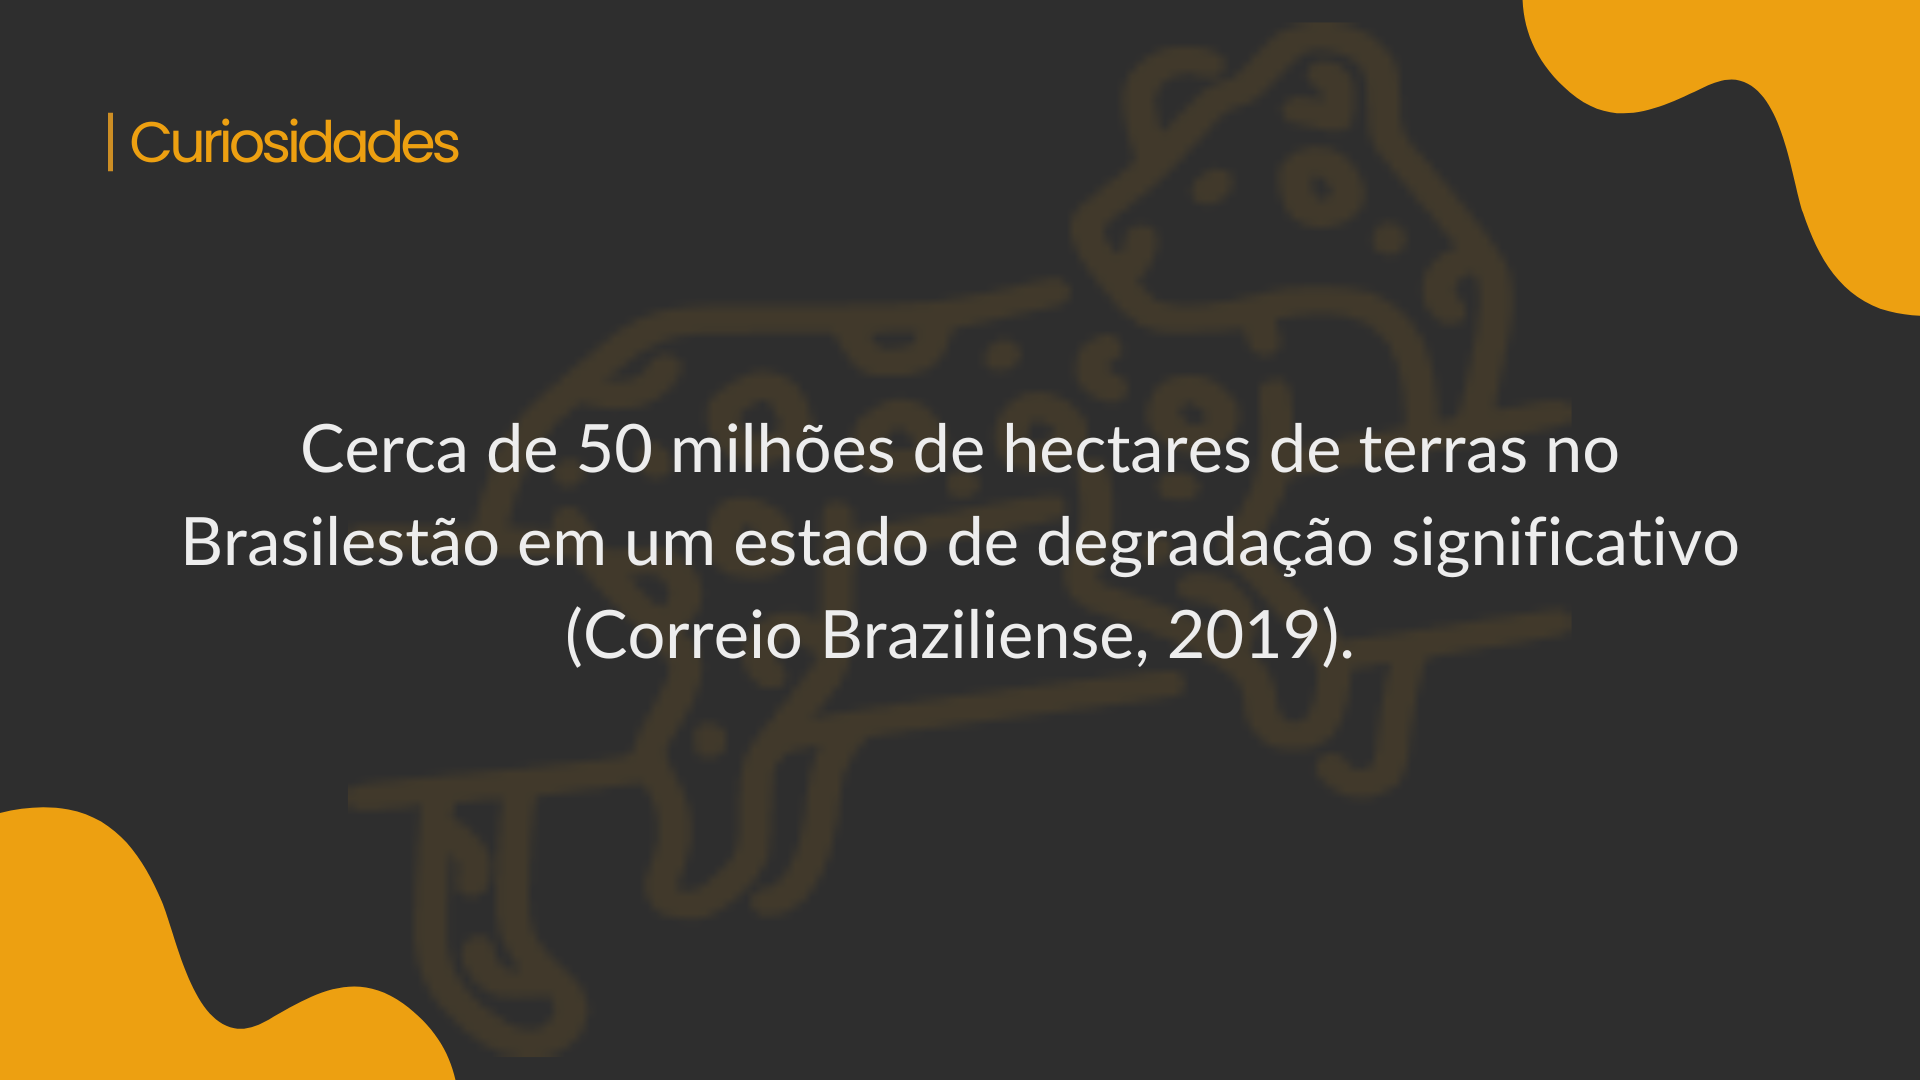 Curiosidades
Cerca de 50 milhões de hectares de terras no
Brasilestão em um estado de degradação significativo
(Correio Braziliense, 2019).